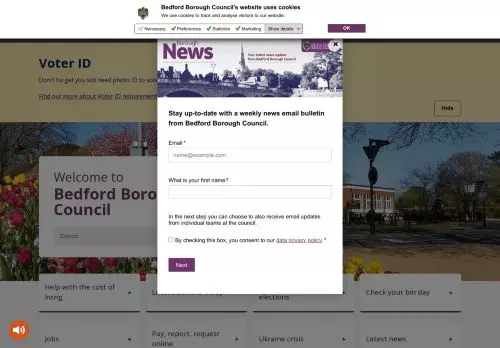 Bedford Borough Council's website uses cookies
We use cookies to track and analyse visitors to our website.
Necessary Preferences Statistics Marketing Show details OK
Voter ID
Don't forget you will need photo ID to vote
Find out more about Voter ID requirement
Hide
Borough
News
Your latest news update
from Bedford Borough Council
Stay up-to-date with a weekly news email bulletin
from Bedford Borough Council.
Email *
name@example.com
What is your first name?
In the next step you can choose to also receive email updates
from individual teams at the council.
By checking this box, you consent to our data privacy policy. *
Next
Welcome to
Bedford Boro
Council
Search
Help with the cost of
living
elections
Check your bin day
Jobs
Pay, report, request
online
Ukraine crisis
Latest news